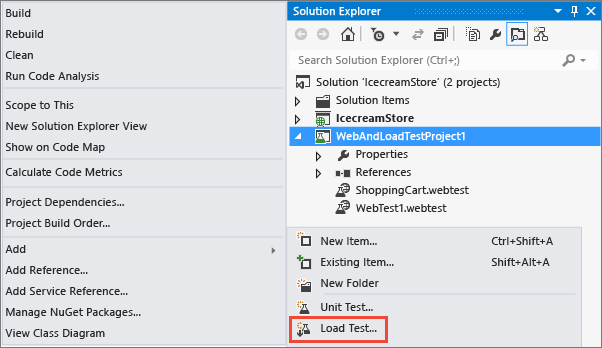 Build
Rebuild
Clean
Run Code Analysis
Scope to This
New Solution Explorer View
Show on Code Map
Calculate Code Metrics
Project Dependencies...
Project Build Order...
Add
Add Reference...
Add Service Reference...
Manage NuGet Packages...
View Class Diagram
Solution Explorer
Search Solution Explorer (Ctrl+;)
Solution 'IcecreamStore' (2 projects)
Solution Items
IcecreamStore
WebAndLoadTestProject1
Properties
References
ShoppingCart.webtest
WebTest1.webtest
New Item... Ctrl+Shift+A
Existing Item... Shift+Alt+A
New Folder
Unit Test...
Load Test...